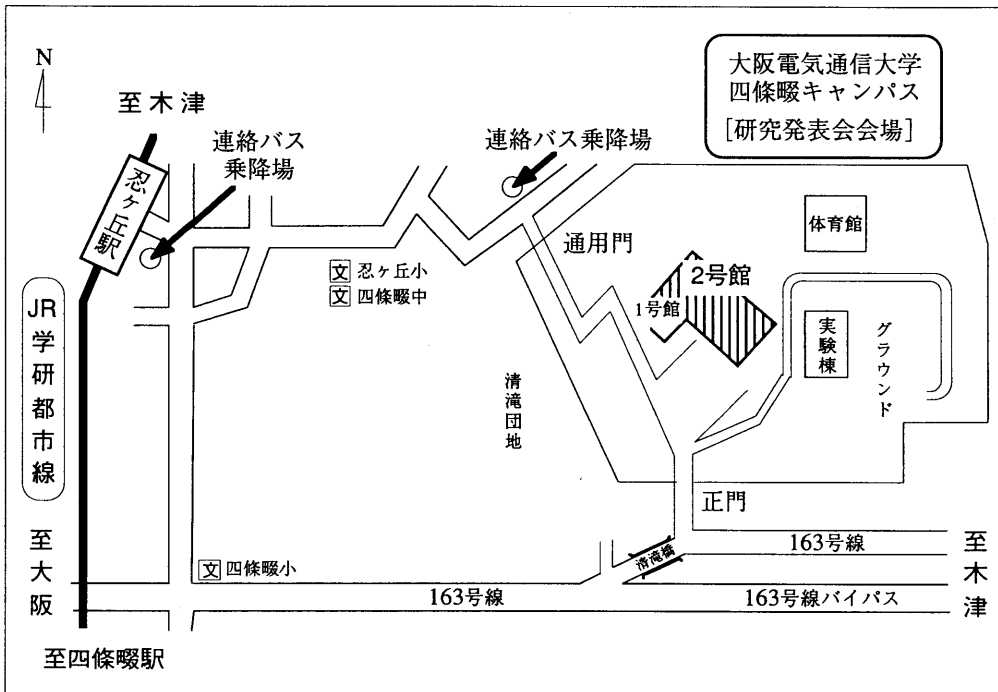 N
大阪電気通信大学
四條畷キャンパス
［研究発表会会場］
至木津
連絡バス
乗降場
連絡バス乗降場
忍ヶ丘駅
体育館
通用門
文 忍ヶ丘小
文 四條畷中
2号館
1号館
実験棟
グラウンド
JR学研都市線
清滝団地
正門
163号線
清滝橋
至木津
至大阪
文 四條畷小
163号線
163号線バイパス
至四條畷駅